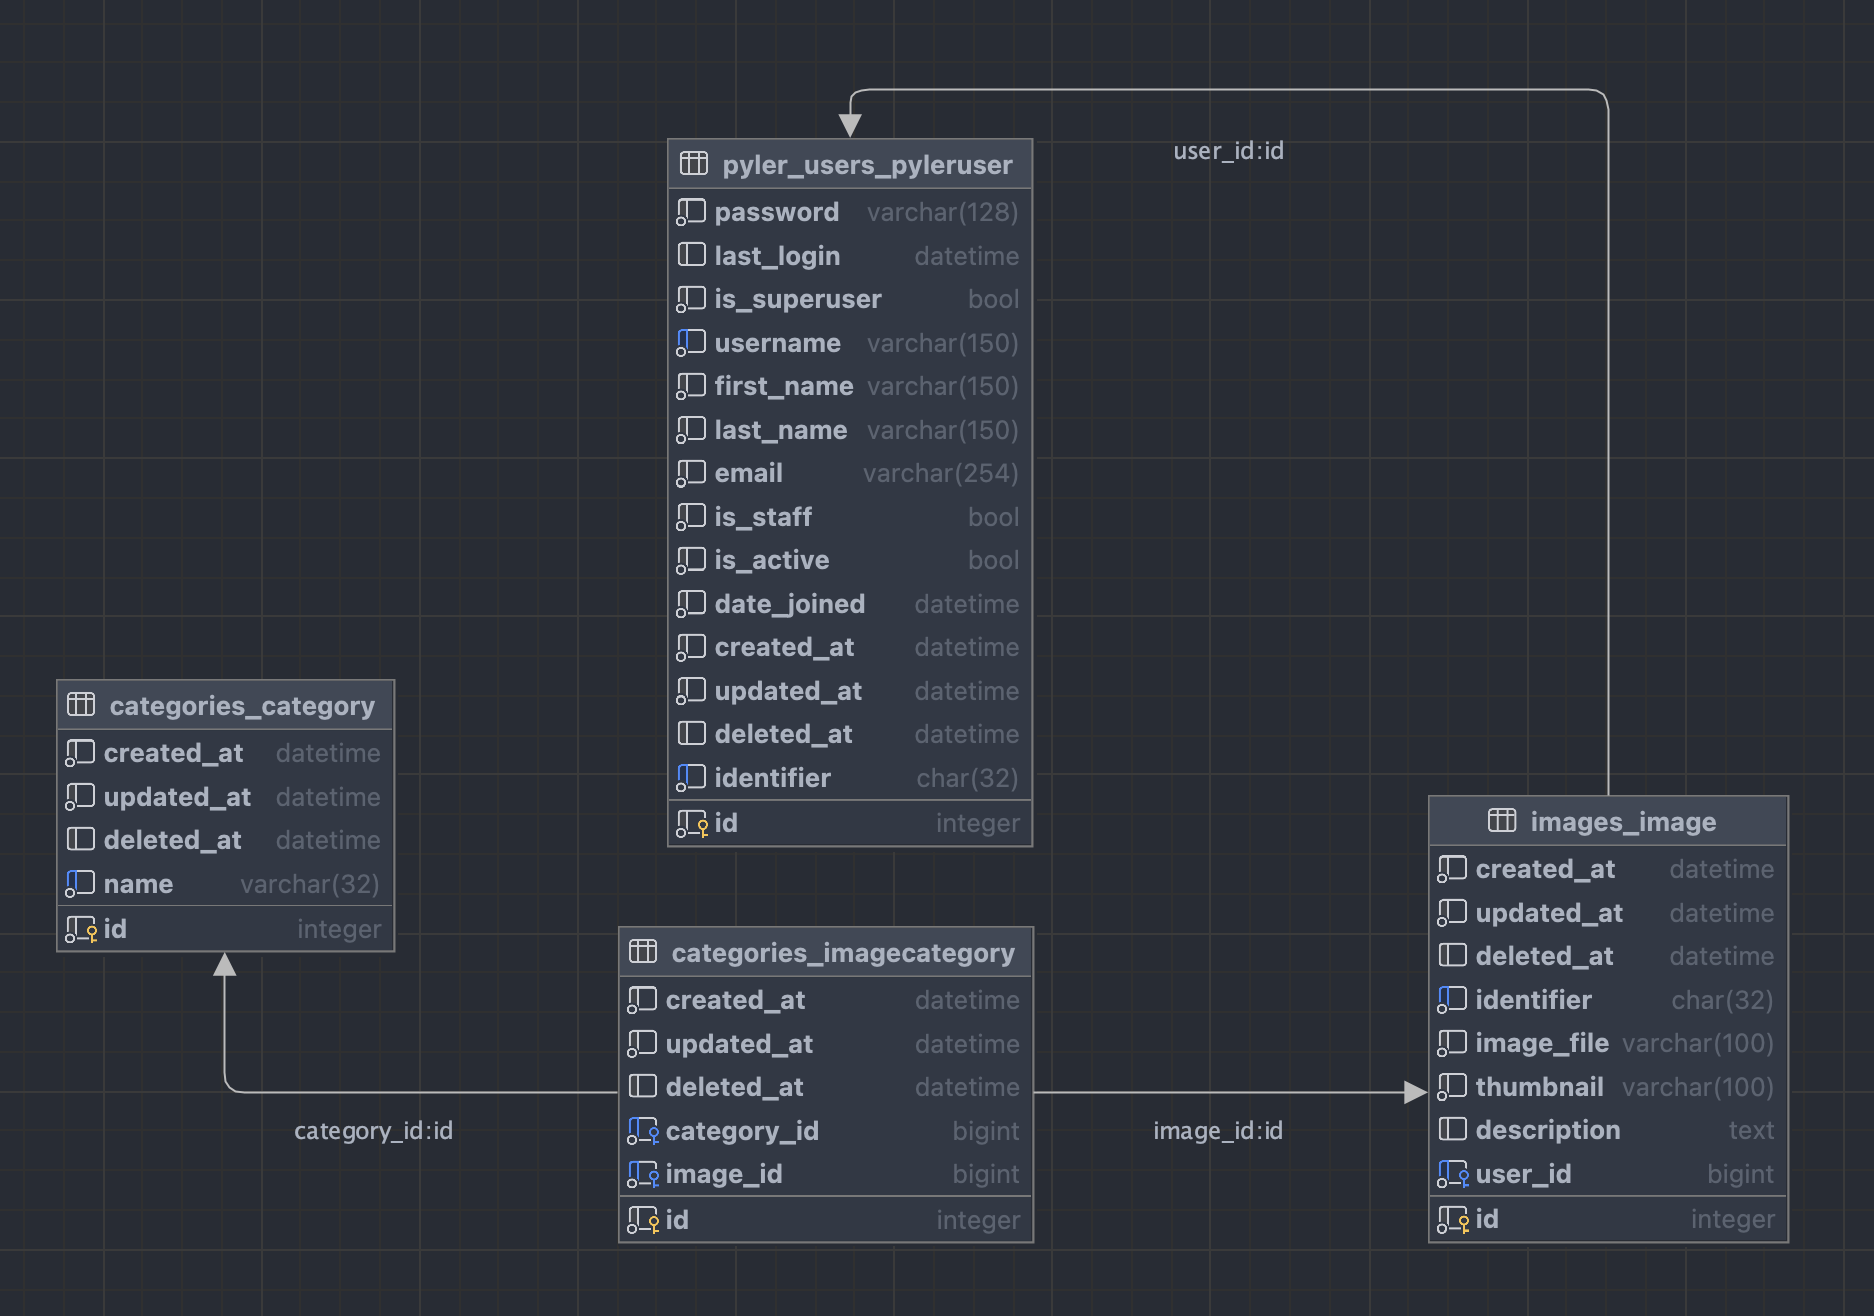 user_id:id
pyler_users_pyleruser
password varchar(128)
last_login datetime
is_superuser bool
username varchar(150)
first_name varchar(150)
last_name varchar(150)
email varchar(254)
is_staff bool
is_active bool
date_joined datetime
created_at datetime
updated_at datetime
deleted_at datetime
identifier char(32)
id integer
categories_category
created_at datetime
updated_at datetime
deleted_at datetime
name varchar(32)
id integer
category_id:id
categories_imagecategory
created_at datetime
updated_at datetime
deleted_at datetime
category_id bigint
image_id bigint
id integer
image_id:id
images_image
created_at datetime
updated_at datetime
deleted_at datetime
identifier char(32)
image_file varchar(100)
thumbnail varchar(100)
description text
user_id bigint
id integer